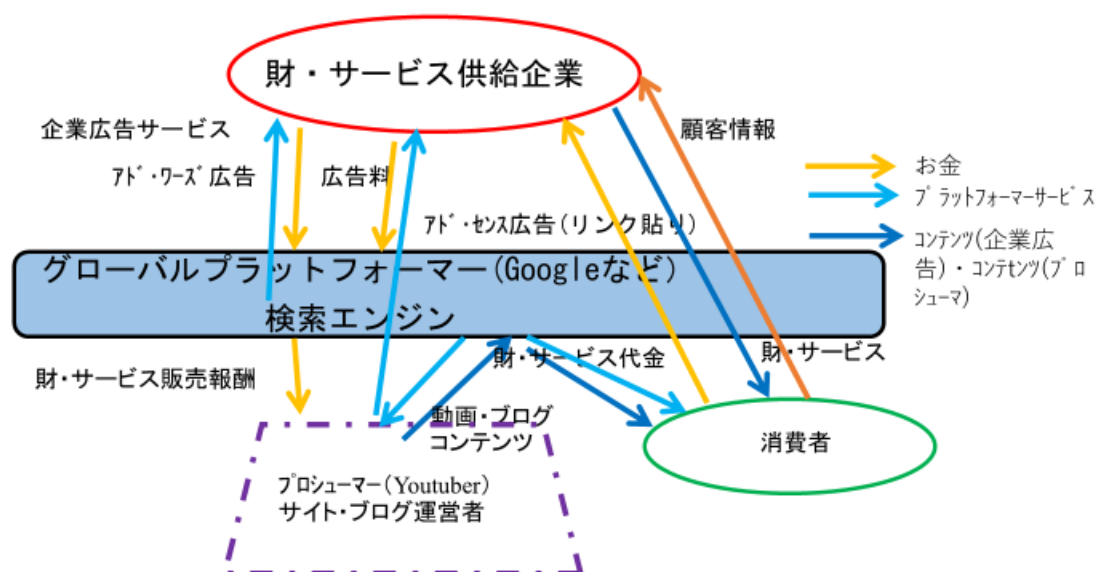 財・サービス供給企業
企業広告サービス
顧客情報
ｱﾄﾞ･ﾜｰｽﾞ広告
広告料
お金
ﾌﾟﾗｯﾄﾌｫｰﾏｰｻｰﾋﾞｽ
ｱﾄﾞ･ｾﾝｽ広告(リンク貼り)
ｺﾝﾃﾝﾂ(企業広
告)・ｺﾝﾃｾﾝﾂ(ﾌﾟﾛ
ｼｭｰﾏ)
グローバルプラットフォーマー(Googleなど)
検索エンジン
財・サービス代金
財・サービス
財・サービス販売報酬
動画・ブログ
コンテンツ
消費者
ﾌﾟﾛｼｭｰﾏｰ(Youtuber)
サイト・ブログ運営者